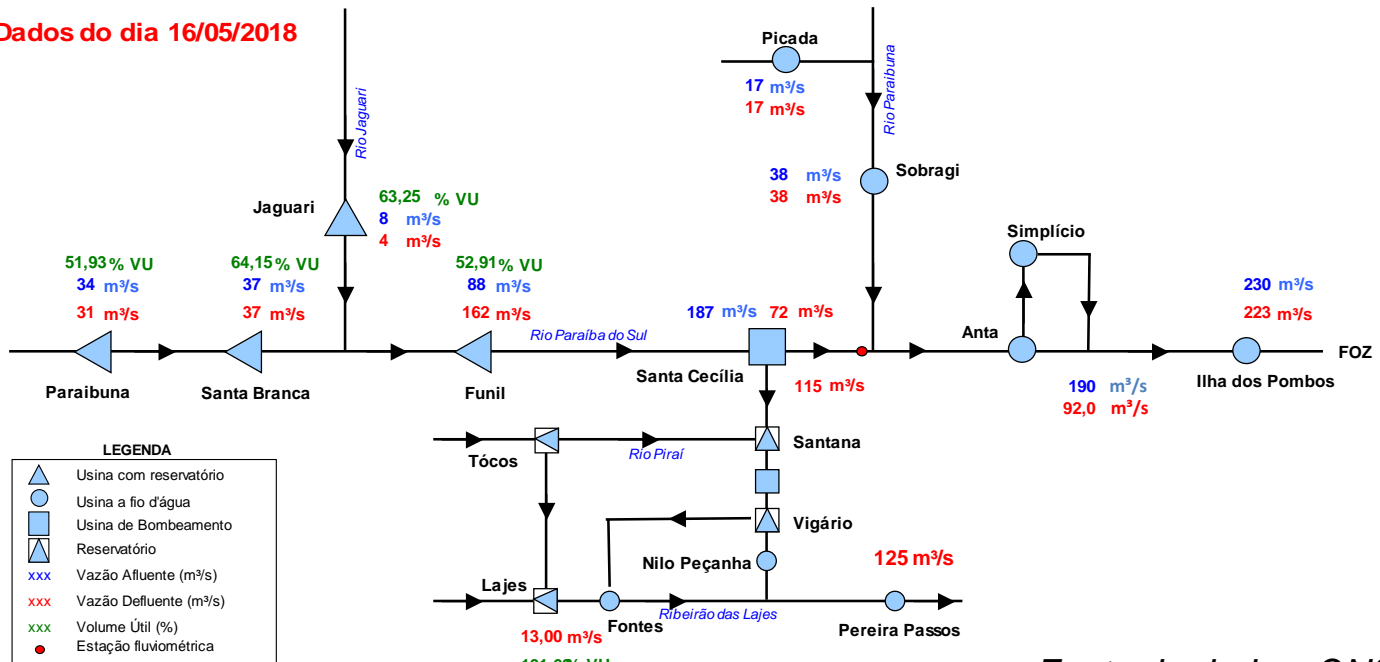 Dados do dia 16/05/2018
Picada
17 m³/s
17 m³/s
Rio Paraibuna
Rio Jaguari
38 m³/s
38 m³/s
Sobragi
Jaguari
63,25 % VU
8 m³/s
4 m³/s
Simplício
51,93 % VU
34 m³/s
31 m³/s
64,15 % VU
37 m³/s
37 m³/s
52,91 % VU
88 m³/s
162 m³/s
187 m³/s 72 m³/s
230 m³/s
223 m³/s
Rio Paraíba do Sul
Anta
FOZ
Paraibuna
Santa Branca
Funil
Santa Cecília
115 m³/s
190 m³/s
92,0 m³/s
Ilha dos Pombos
Tócos
Rio Piraí
Santana
Vigário
Nilo Peçanha
125 m³/s
Lajes
Fontes
Ribeirão das Lajes
Pereira Passos
13,00 m³/s
% VU
LEGENDA
Usina com reservatório
Usina a fio d'água
Usina de Bombeamento
Reservatório
xxx Vazão Afluente (m³/s)
xxx Vazão Defluente (m³/s)
xxx Volume Útil (%)
Estação fluviométrica